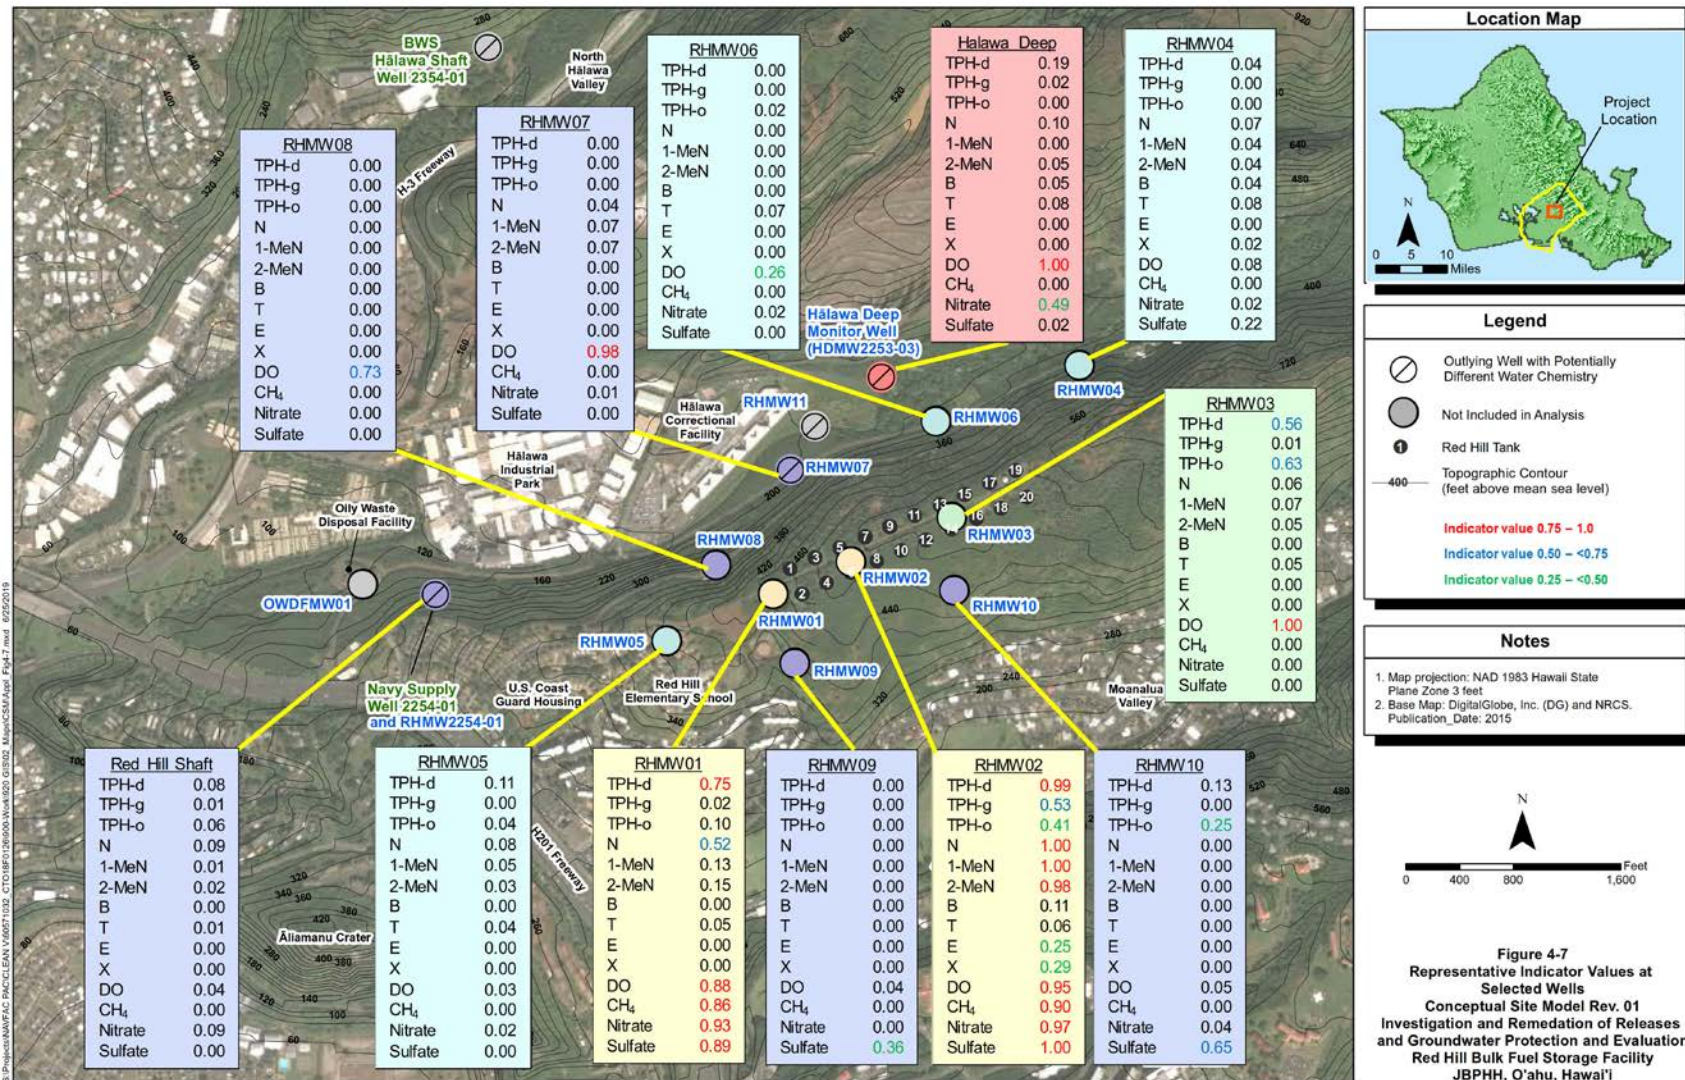 BWS
Hālawa Shaft
Well 2354-01
North
Hālawa
Valley
H-3 Freeway
RHMW08
TPH-d 0.00
TPH-g 0.00
TPH-o 0.00
N 0.00
1-MeN 0.00
2-MeN 0.00
B 0.00
T 0.00
E 0.00
X 0.00
DO 0.73
CH₄ 0.00
Nitrate 0.00
Sulfate 0.00
RHMW07
TPH-d 0.00
TPH-g 0.00
TPH-o 0.00
N 0.04
1-MeN 0.07
2-MeN 0.07
B 0.00
T 0.00
E 0.00
X 0.00
DO 0.98
CH₄ 0.00
Nitrate 0.01
Sulfate 0.00
RHMW06
TPH-d 0.00
TPH-g 0.00
TPH-o 0.02
N 0.00
1-MeN 0.00
2-MeN 0.00
B 0.00
T 0.07
E 0.00
X 0.00
DO 0.26
CH₄ 0.00
Nitrate 0.02
Sulfate 0.00
Halawa Deep
TPH-d 0.19
TPH-g 0.02
TPH-o 0.00
N 0.10
1-MeN 0.00
2-MeN 0.05
B 0.05
T 0.08
E 0.00
X 0.00
DO 1.00
CH₄ 0.00
Nitrate 0.49
Sulfate 0.02
RHMW04
TPH-d 0.04
TPH-g 0.00
TPH-o 0.00
N 0.07
1-MeN 0.04
2-MeN 0.04
B 0.04
T 0.08
E 0.00
X 0.02
DO 0.08
CH₄ 0.00
Nitrate 0.02
Sulfate 0.22
Hālawa Deep
Monitor Well
(HDMW2253-03)
RHMW04
RHMW11
Hālawa
Correctional
Facility
RHMW06
RHMW07
Hālawa
Industrial
Park
Oily Waste
Disposal Facility
OWDFMW01
RHMW08
RHMW03
RHMW02
RHMW01
RHMW10
RHMW05
RHMW09
1
2
3
4
5
7
8
9
10
11
12
13
15
16
17
18
19
20
Navy Supply
Well 2254-01
and RHMW2254-01
U.S. Coast
Guard Housing
Red Hill
Elementary School
Moanalua
Valley
H201 Freeway
Āliamanu Crater
RHMW03
TPH-d 0.56
TPH-g 0.01
TPH-o 0.63
N 0.06
1-MeN 0.07
2-MeN 0.05
B 0.00
T 0.05
E 0.00
X 0.00
DO 1.00
CH₄ 0.00
Nitrate 0.00
Sulfate 0.00
Red Hill Shaft
TPH-d 0.08
TPH-g 0.01
TPH-o 0.06
N 0.09
1-MeN 0.01
2-MeN 0.02
B 0.00
T 0.01
E 0.00
X 0.00
DO 0.04
CH₄ 0.00
Nitrate 0.09
Sulfate 0.00
RHMW05
TPH-d 0.11
TPH-g 0.00
TPH-o 0.04
N 0.08
1-MeN 0.05
2-MeN 0.03
B 0.00
T 0.04
E 0.00
X 0.00
DO 0.03
CH₄ 0.00
Nitrate 0.02
Sulfate 0.00
RHMW01
TPH-d 0.75
TPH-g 0.02
TPH-o 0.10
N 0.52
1-MeN 0.13
2-MeN 0.15
B 0.00
T 0.05
E 0.00
X 0.00
DO 0.88
CH₄ 0.86
Nitrate 0.93
Sulfate 0.89
RHMW09
TPH-d 0.00
TPH-g 0.00
TPH-o 0.00
N 0.00
1-MeN 0.00
2-MeN 0.00
B 0.00
T 0.00
E 0.00
X 0.00
DO 0.04
CH₄ 0.00
Nitrate 0.00
Sulfate 0.36
RHMW02
TPH-d 0.99
TPH-g 0.53
TPH-o 0.41
N 1.00
1-MeN 1.00
2-MeN 0.98
B 0.11
T 0.06
E 0.25
X 0.29
DO 0.95
CH₄ 0.90
Nitrate 0.97
Sulfate 1.00
RHMW10
TPH-d 0.13
TPH-g 0.00
TPH-o 0.25
N 0.00
1-MeN 0.00
2-MeN 0.00
B 0.00
T 0.00
E 0.00
X 0.00
DO 0.05
CH₄ 0.00
Nitrate 0.04
Sulfate 0.65
Location Map
Project
Location
N
0 5 10
Miles
Legend
Outlying Well with Potentially
Different Water Chemistry
Not Included in Analysis
1 Red Hill Tank
400 Topographic Contour
(feet above mean sea level)
Indicator value 0.75 – 1.0
Indicator value 0.50 – <0.75
Indicator value 0.25 – <0.50
Notes
1. Map projection: NAD 1983 Hawaii State
Plane Zone 3 feet
2. Base Map: DigitalGlobe, Inc. (DG) and NRCS.
Publication_Date: 2015
N
Feet
0 400 800 1,600
Figure 4-7
Representative Indicator Values at
Selected Wells
Conceptual Site Model Rev. 01
Investigation and Remedation of Releases
and Groundwater Protection and Evaluation
Red Hill Bulk Fuel Storage Facility
JBPHH, O'ahu, Hawai'i